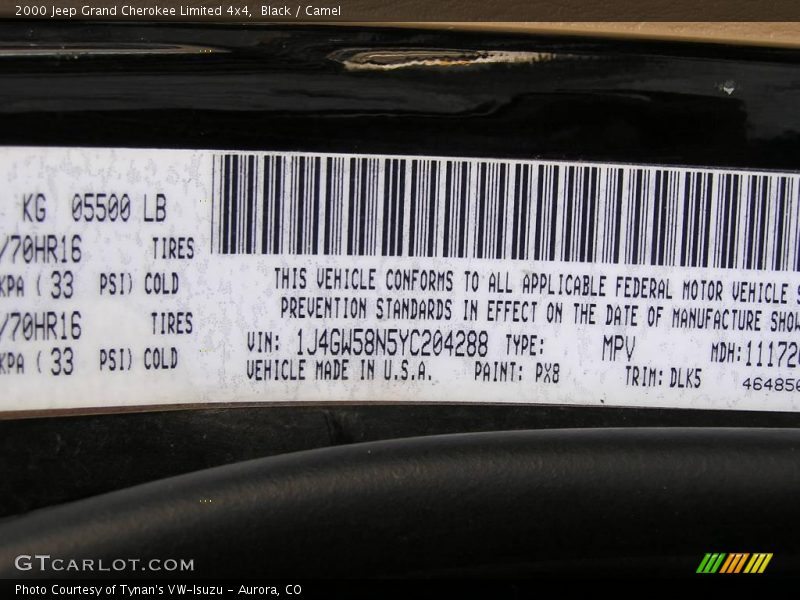 2000 Jeep Grand Cherokee Limited 4x4, Black / Camel
KG 05500 LB
/70HR16 TIRES
KPA ( 33 PSI) COLD
/70HR16 TIRES
KPA ( 33 PSI) COLD
THIS VEHICLE CONFORMS TO ALL APPLICABLE FEDERAL MOTOR VEHICLE S
PREVENTION STANDARDS IN EFFECT ON THE DATE OF MANUFACTURE SHOW
VIN: 1J4GW58N5YC204288 TYPE: MPV MDH: 11172
VEHICLE MADE IN U.S.A. PAINT: PX8 TRIM: DLK5 46485
GTCARLOT.COM
Photo Courtesy of Tynan's VW-Isuzu - Aurora, CO